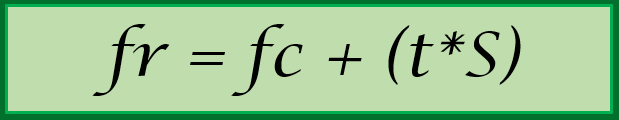 fr = fc + (t*S)